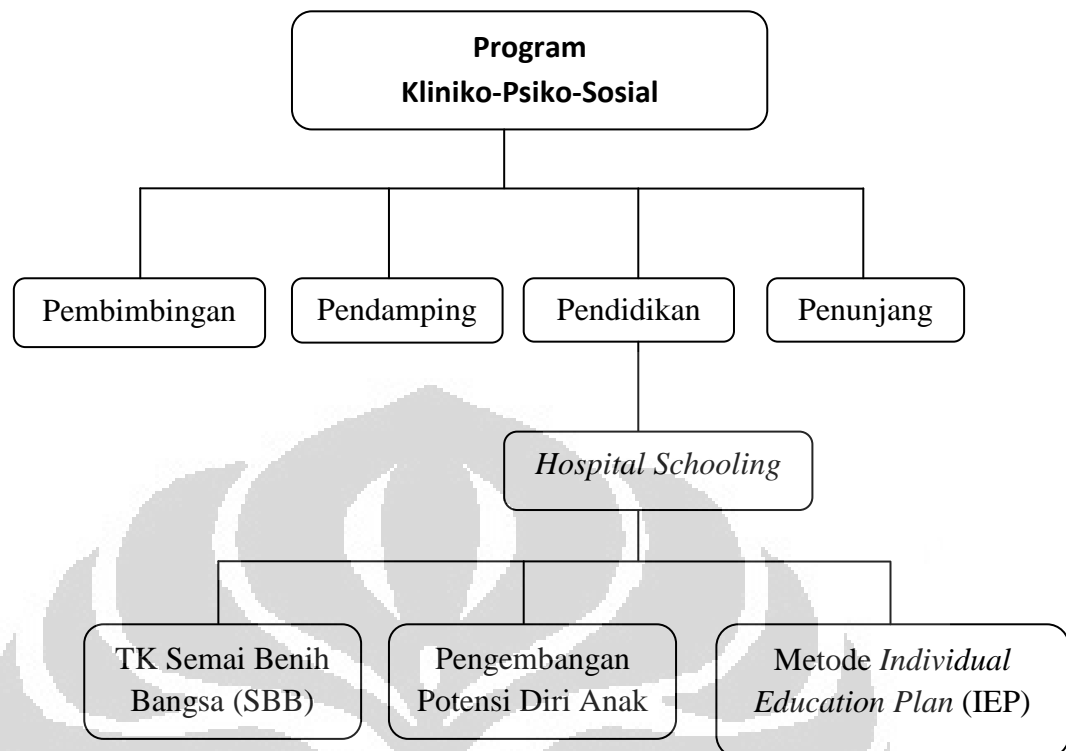 Program
Kliniko-Psiko-Sosial
Pembimbingan
Pendamping
Pendidikan
Penunjang
Hospital Schooling
TK Semai Benih
Bangsa (SBB)
Pengembangan
Potensi Diri Anak
Metode Individual
Education Plan (IEP)